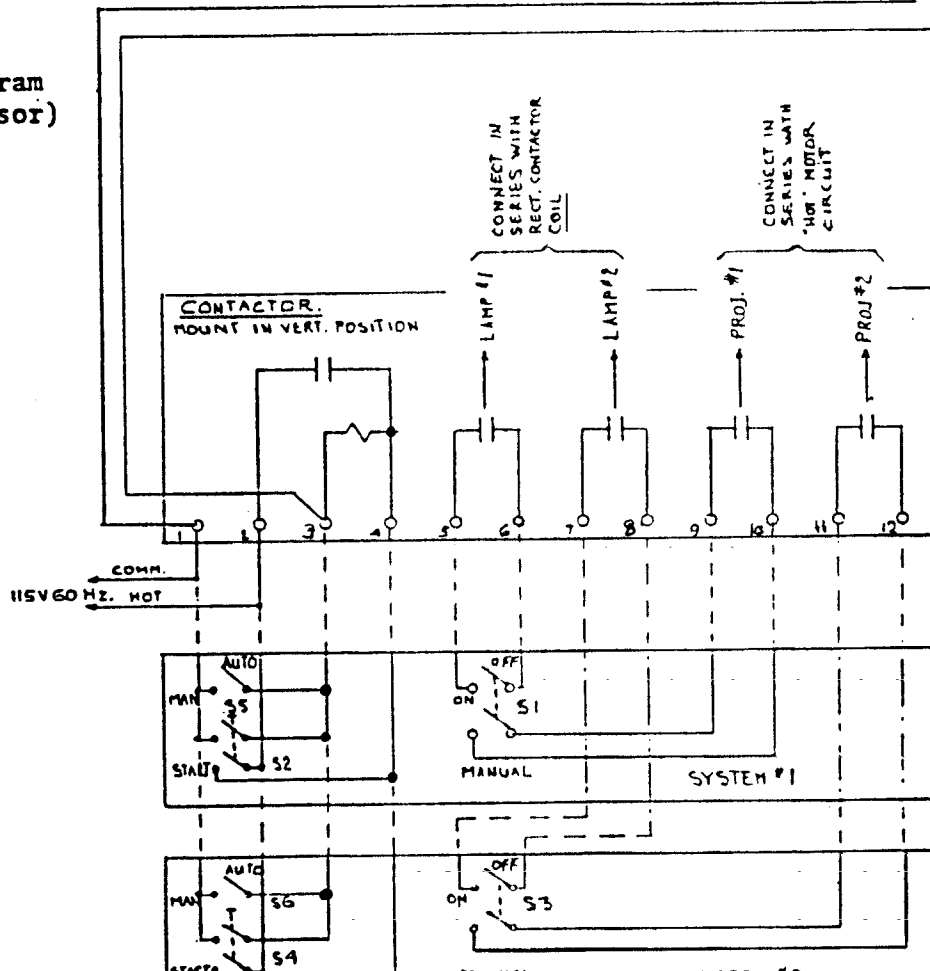 ram
sor)
CONNECT IN
SERIES WITH
RECT. CONTACTOR
COIL
CONNECT IN
SERIES WITH
"HOT" MOTOR
CIRCUIT
LAMP #1
LAMP #2
PROJ. #1
PROJ #2
CONTACTOR.
MOUNT IN VERT. POSITION
1 2 3 4 5 6 7 8 9 10 11 12
COMM.
115V 60 HZ. HOT
AUTO
MAN
S5
START
S2
OFF
ON
S1
MANUAL
SYSTEM #1
AUTO
MAN
S6
S4
START
OFF
ON
S3